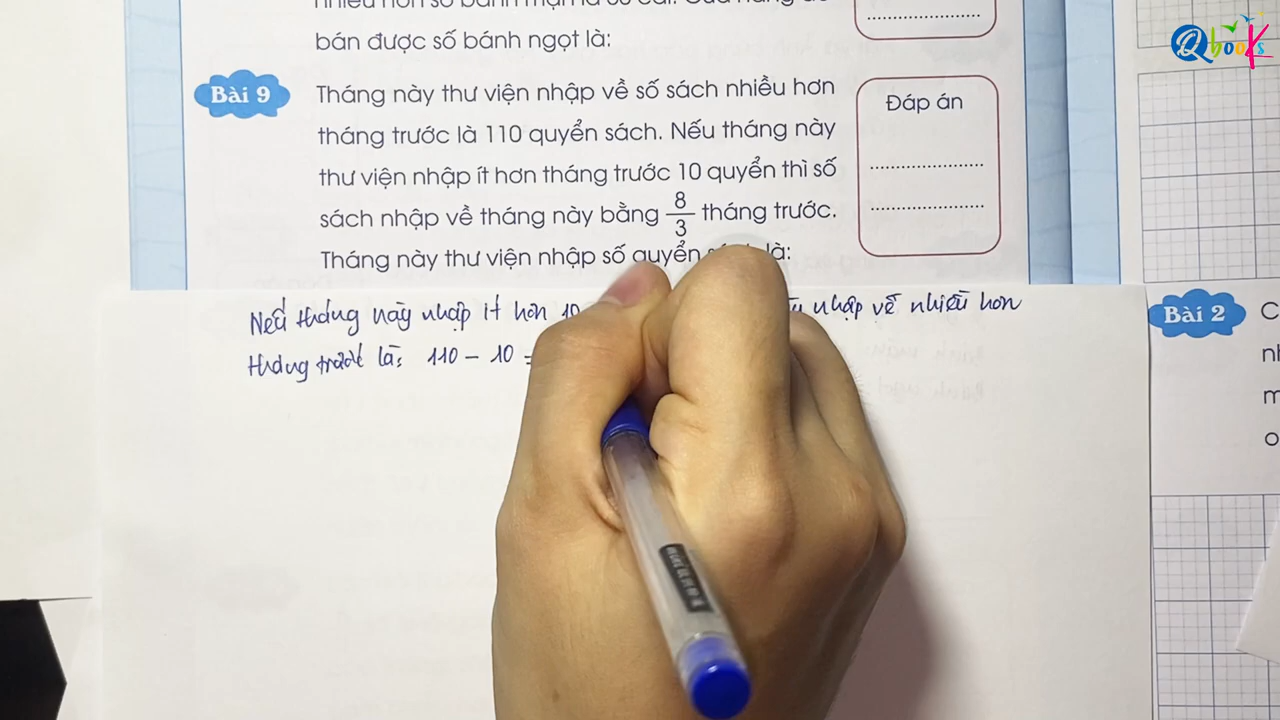 bán được số bánh ngọt là:
Bài 9
Tháng này thư viện nhập về số sách nhiều hơn
tháng trước là 110 quyển sách. Nếu tháng này
thư viện nhập ít hơn tháng trước 10 quyển thì số
sách nhập về tháng này bằng 8/3 tháng trước.
Tháng này thư viện nhập số quyển là:
Đáp án
Nếu tháng này nhập ít hơn 10 nhập về nhiều hơn
tháng trước là: 110 - 10 =
Bài 2
Qbooks